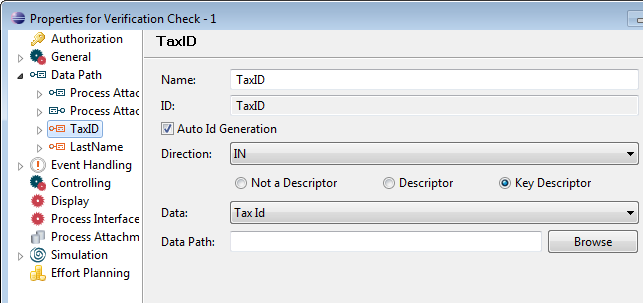 Properties for Verification Check - 1
Authorization
General
Data Path
Process Attac
Process Attac
TaxID
LastName
Event Handling
Controlling
Display
Process Interface
Process Attachm
Simulation
Effort Planning
TaxID
Name: TaxID
ID: TaxID
Auto Id Generation
Direction: IN
Not a Descriptor Descriptor Key Descriptor
Data: Tax Id
Data Path: Browse